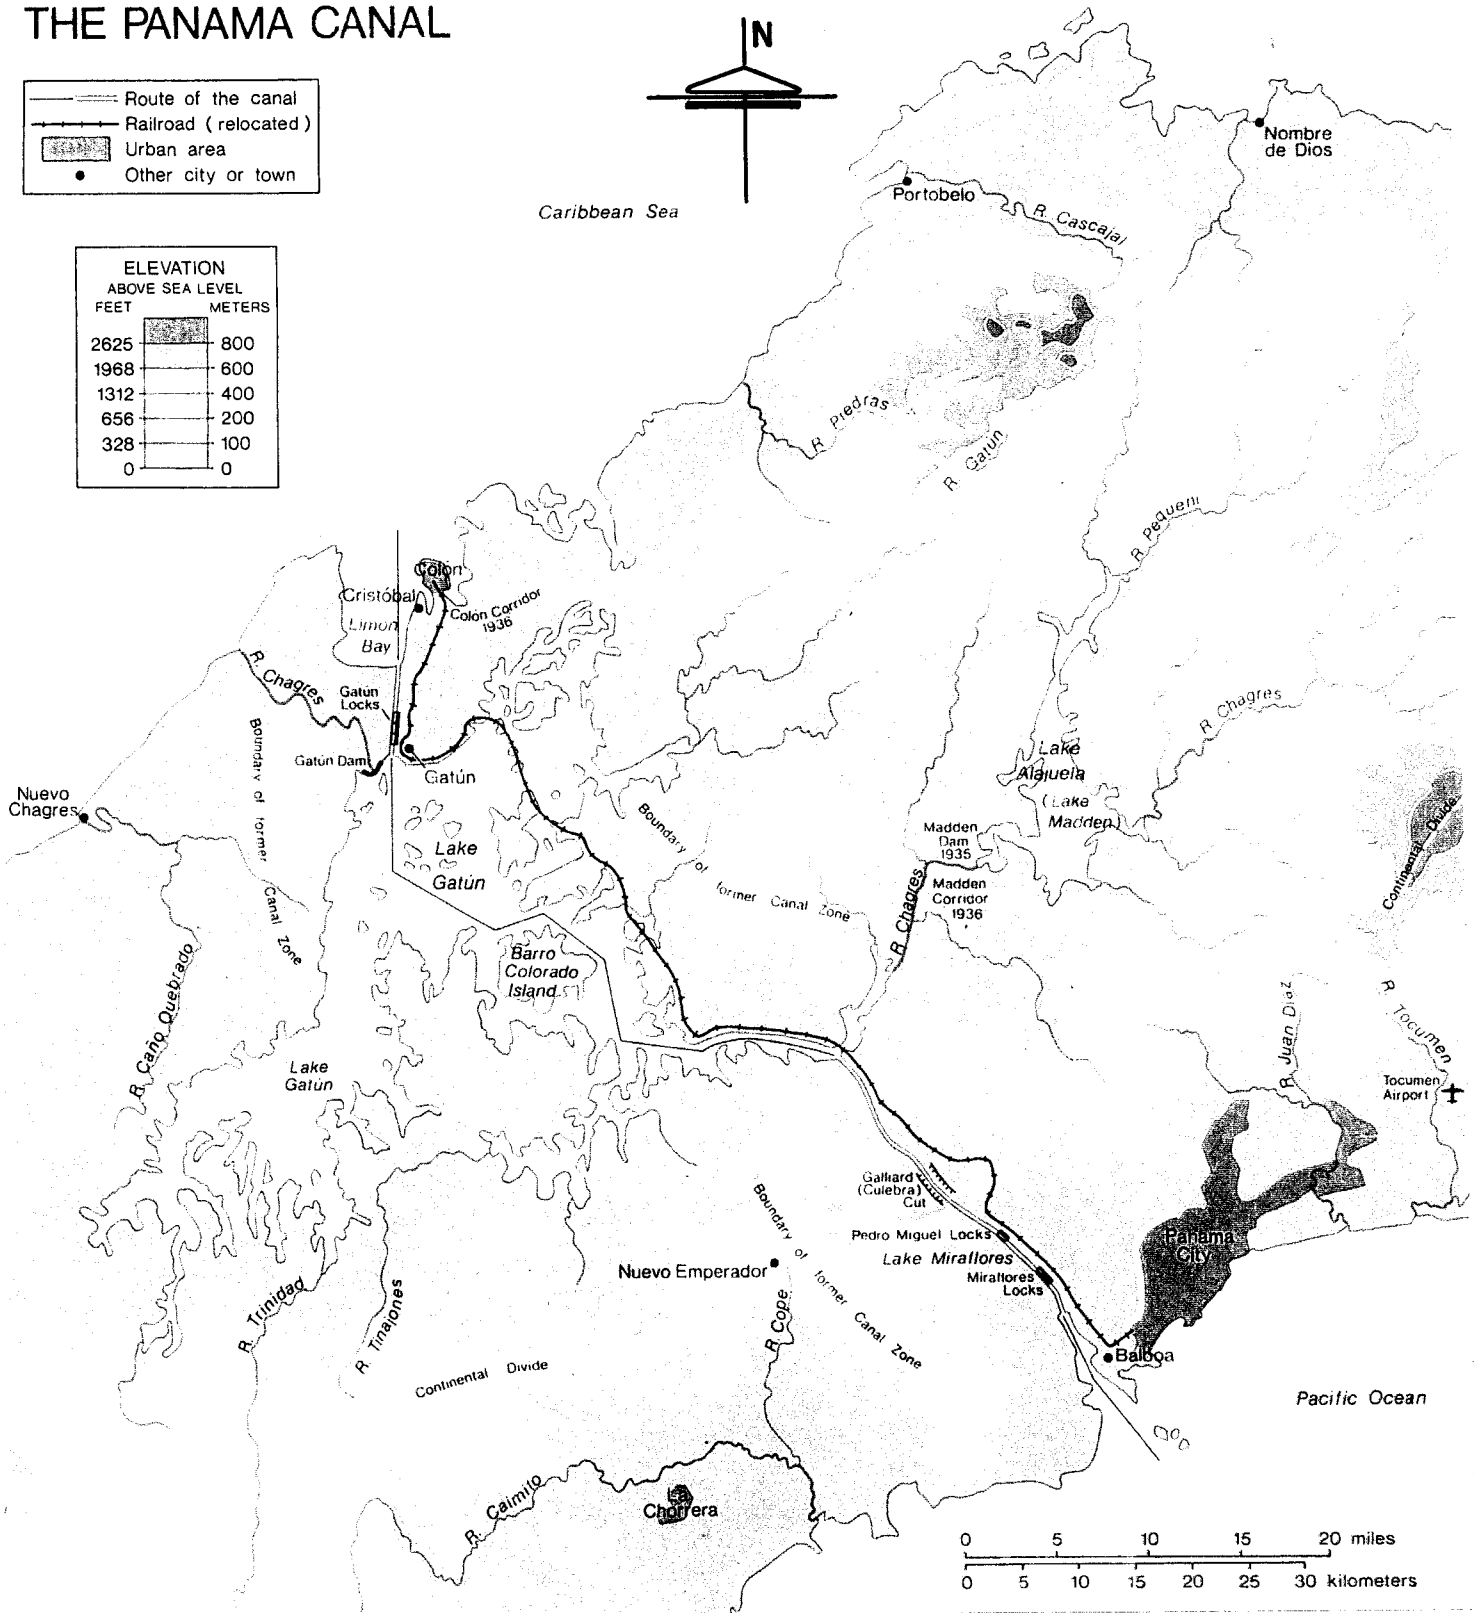 THE PANAMA CANAL
N
Route of the canal
Railroad (relocated)
Urban area
Other city or town
ELEVATION
ABOVE SEA LEVEL
FEET METERS
2625 800
1968 600
1312 400
656 200
328 100
0 0
Caribbean Sea
Nombre
de Dios
Portobelo
R. Cascajal
R. Piedras
R. Gatún
R. Pequení
Colón
Cristóbal
Colón Corridor
1936
Limón
Bay
R. Chagres
Gatún
Locks
Gatún Dam
Gatún
Boundary of former Canal Zone
Nuevo
Chagres
Lake
Gatún
Boundary of former Canal Zone
R. Chagres
Lake
Alajuela
(Lake
Madden)
Madden
Dam
1935
Madden
Corridor
1936
R. Chagres
Continental Divide
Barro
Colorado
Island
R. Caño Quebrado
Lake
Gatún
R. Juan Díaz
R. Tocumen
Tocumen
Airport
Galliard
(Culebra)
Cut
Pedro Miguel Locks
Lake Miraflores
Miraflores
Locks
Panama
City
Balboa
Nuevo Emperador
Boundary of former Canal Zone
R. Cope
R. Trinidad
R. Tinajones
Continental Divide
Pacific Ocean
R. Caimito
La
Chorrera
0 5 10 15 20 miles
0 5 10 15 20 25 30 kilometers